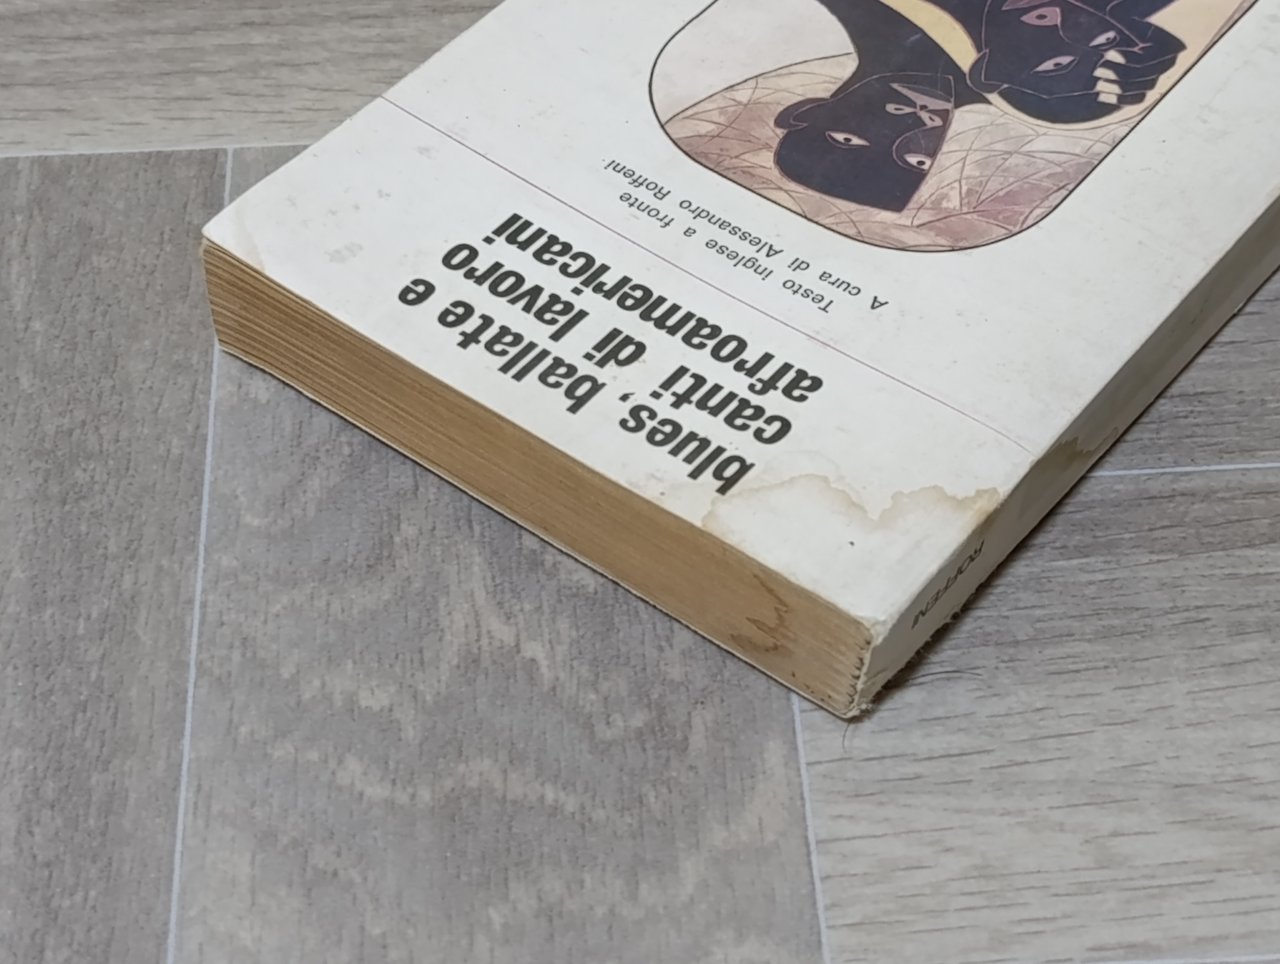 blues, ballate e
canti di lavoro
afroamericani
Testo inglese a fronte
A cura di Alessandro Roffeni
ROFFENI